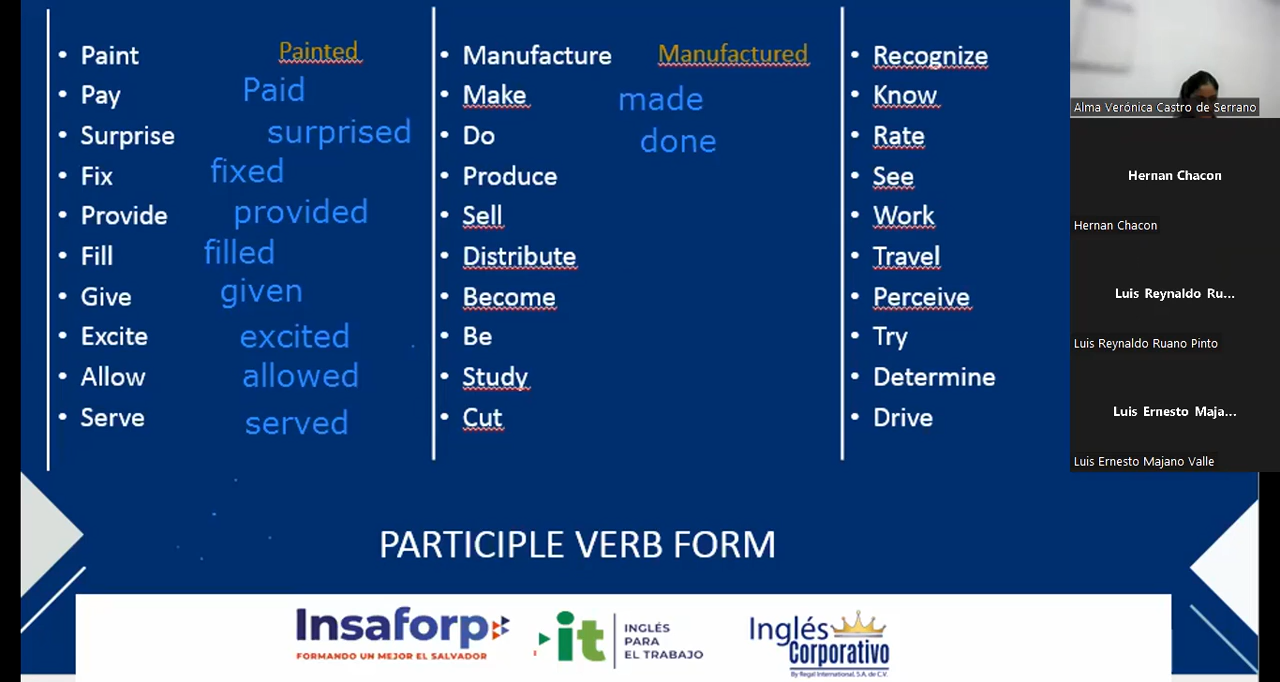 • Paint Painted
• Pay Paid
• Surprise surprised
• Fix fixed
• Provide provided
• Fill filled
• Give given
• Excite excited
• Allow allowed
• Serve served
• Manufacture Manufactured
• Make made
• Do done
• Produce
• Sell
• Distribute
• Become
• Be
• Study
• Cut
• Recognize
• Know
• Rate
• See
• Work
• Travel
• Perceive
• Try
• Determine
• Drive
Alma Verónica Castro de Serrano
Hernan Chacon
Hernan Chacon
Luis Reynaldo Ru...
Luis Reynaldo Ruano Pinto
Luis Ernesto Maja...
Luis Ernesto Majano Valle
PARTICIPLE VERB FORM
Insaforp
FORMANDO UN MEJOR EL SALVADOR
it
INGLÉS
PARA
EL TRABAJO
Inglés
Corporativo
By Regal International, S.A. de C.V.